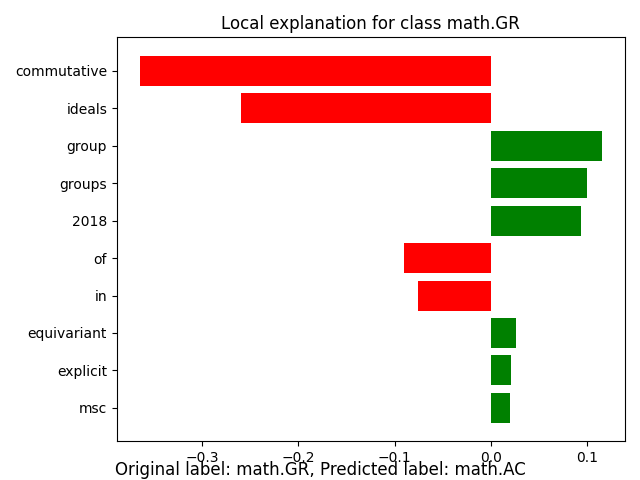 Local explanation for class math.GR
commutative
ideals
group
groups
2018
of
in
equivariant
explicit
msc
−0.3 −0.2 −0.1 0.0 0.1
Original label: math.GR, Predicted label: math.AC